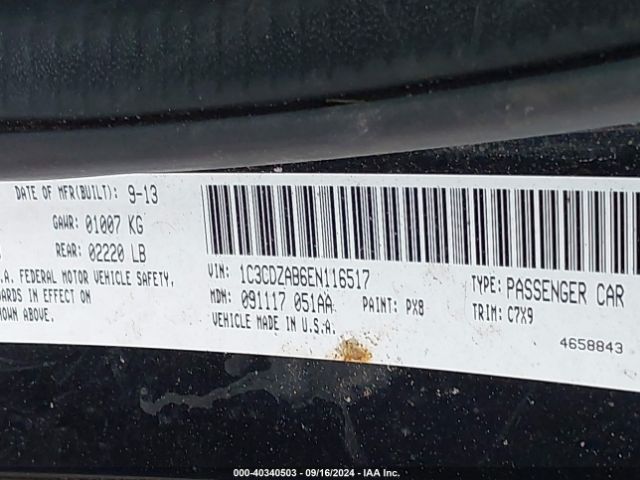 DATE OF MFR(BUILT): 9-13
GAWR: 01007 KG
REAR: 02220 LB
.A. FEDERAL MOTOR VEHICLE SAFETY,
ARDS IN EFFECT ON
HOWN ABOVE.
VIN: 1C3CDZAB6EN116517
MDN: 091117 051AA PAINT: PX8
VEHICLE MADE IN U.S.A.
TYPE: PASSENGER CAR
TRIM: C7X9
4658843
000-40340503 - 09/16/2024 - IAA Inc.